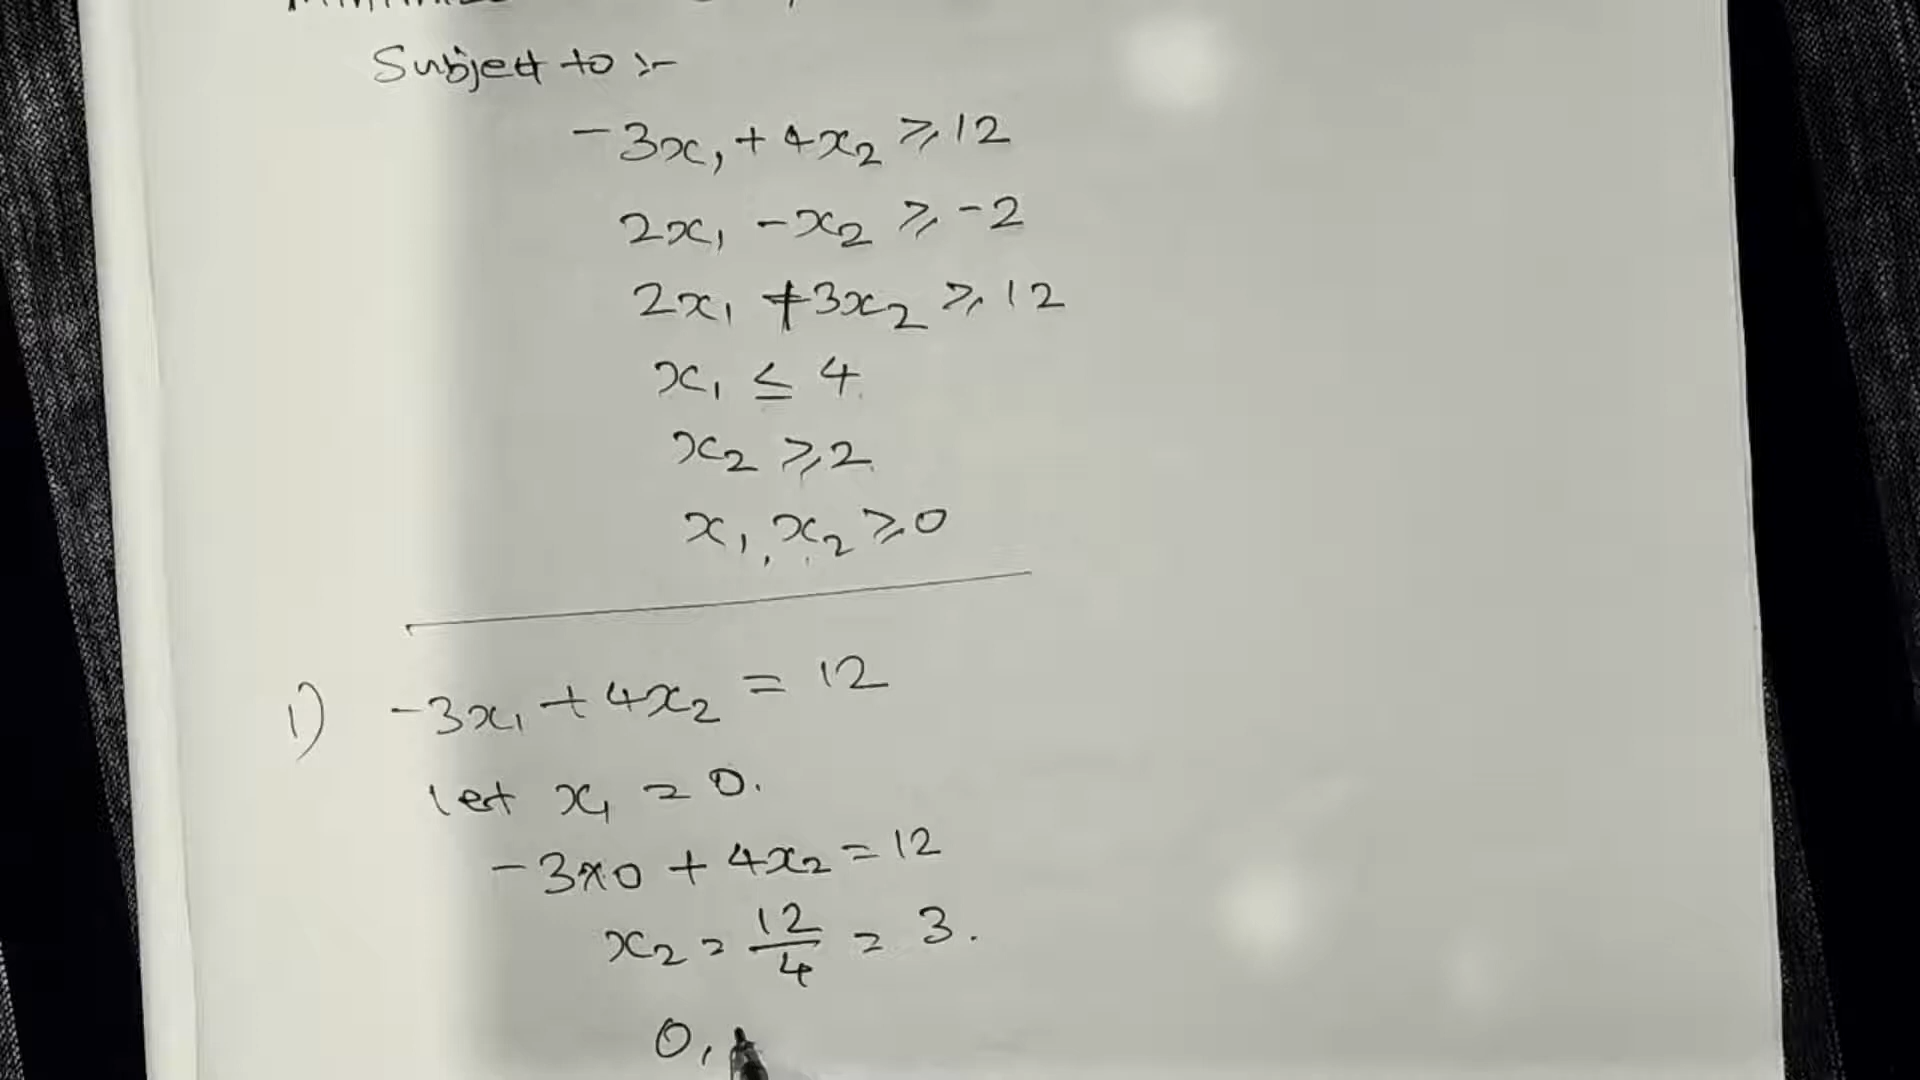 Subject to :-
-3x₁ + 4x₂ ≥ 12
2x₁ - x₂ ≥ -2
2x₁ + 3x₂ ≥ 12
x₁ ≤ 4
x₂ ≥ 2
x₁, x₂ ≥ 0
1) -3x₁ + 4x₂ = 12
let x₁ = 0.
-3×0 + 4x₂ = 12
x₂ = 12/4 = 3.
0,